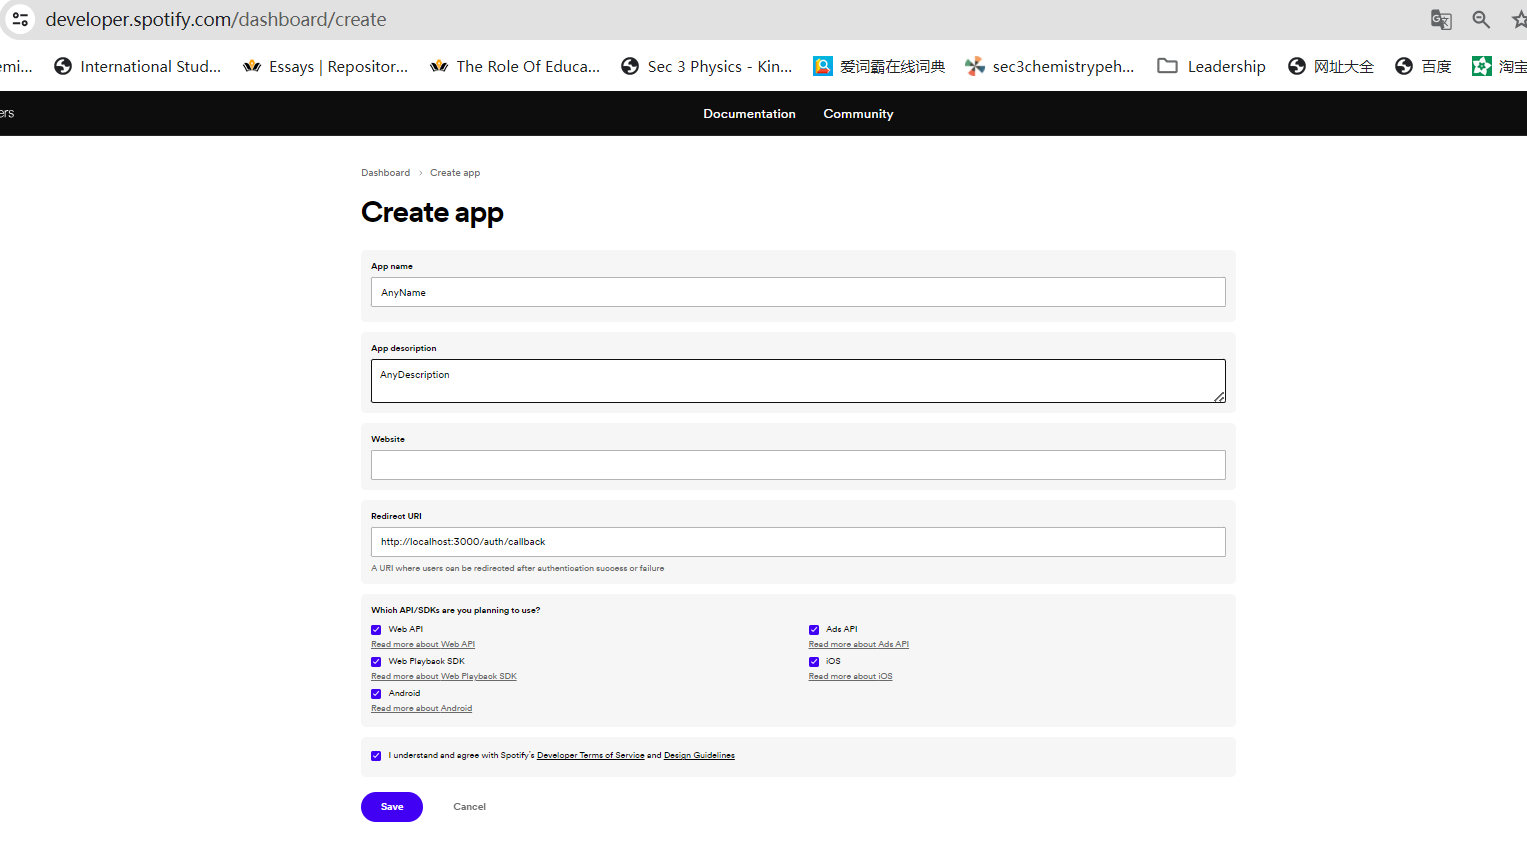 developer.spotify.com/dashboard/create
emi... International Stud... Essays | Repositor... The Role Of Educa... Sec 3 Physics - Kin... 爱词霸在线词典 sec3chemistrypeh... Leadership 网址大全 百度 淘宝
ers Documentation Community
Dashboard > Create app
Create app
App name
AnyName
App description
AnyDescription
Website
Redirect URI
http://localhost:3000/auth/callback
A URI where users can be redirected after authentication success or failure
Which API/SDKs are you planning to use?
Web API
Read more about Web API
Web Playback SDK
Read more about Web Playback SDK
Android
Read more about Android
Ads API
Read more about Ads API
iOS
Read more about iOS
I understand and agree with Spotify's Developer Terms of Service and Design Guidelines
Save Cancel